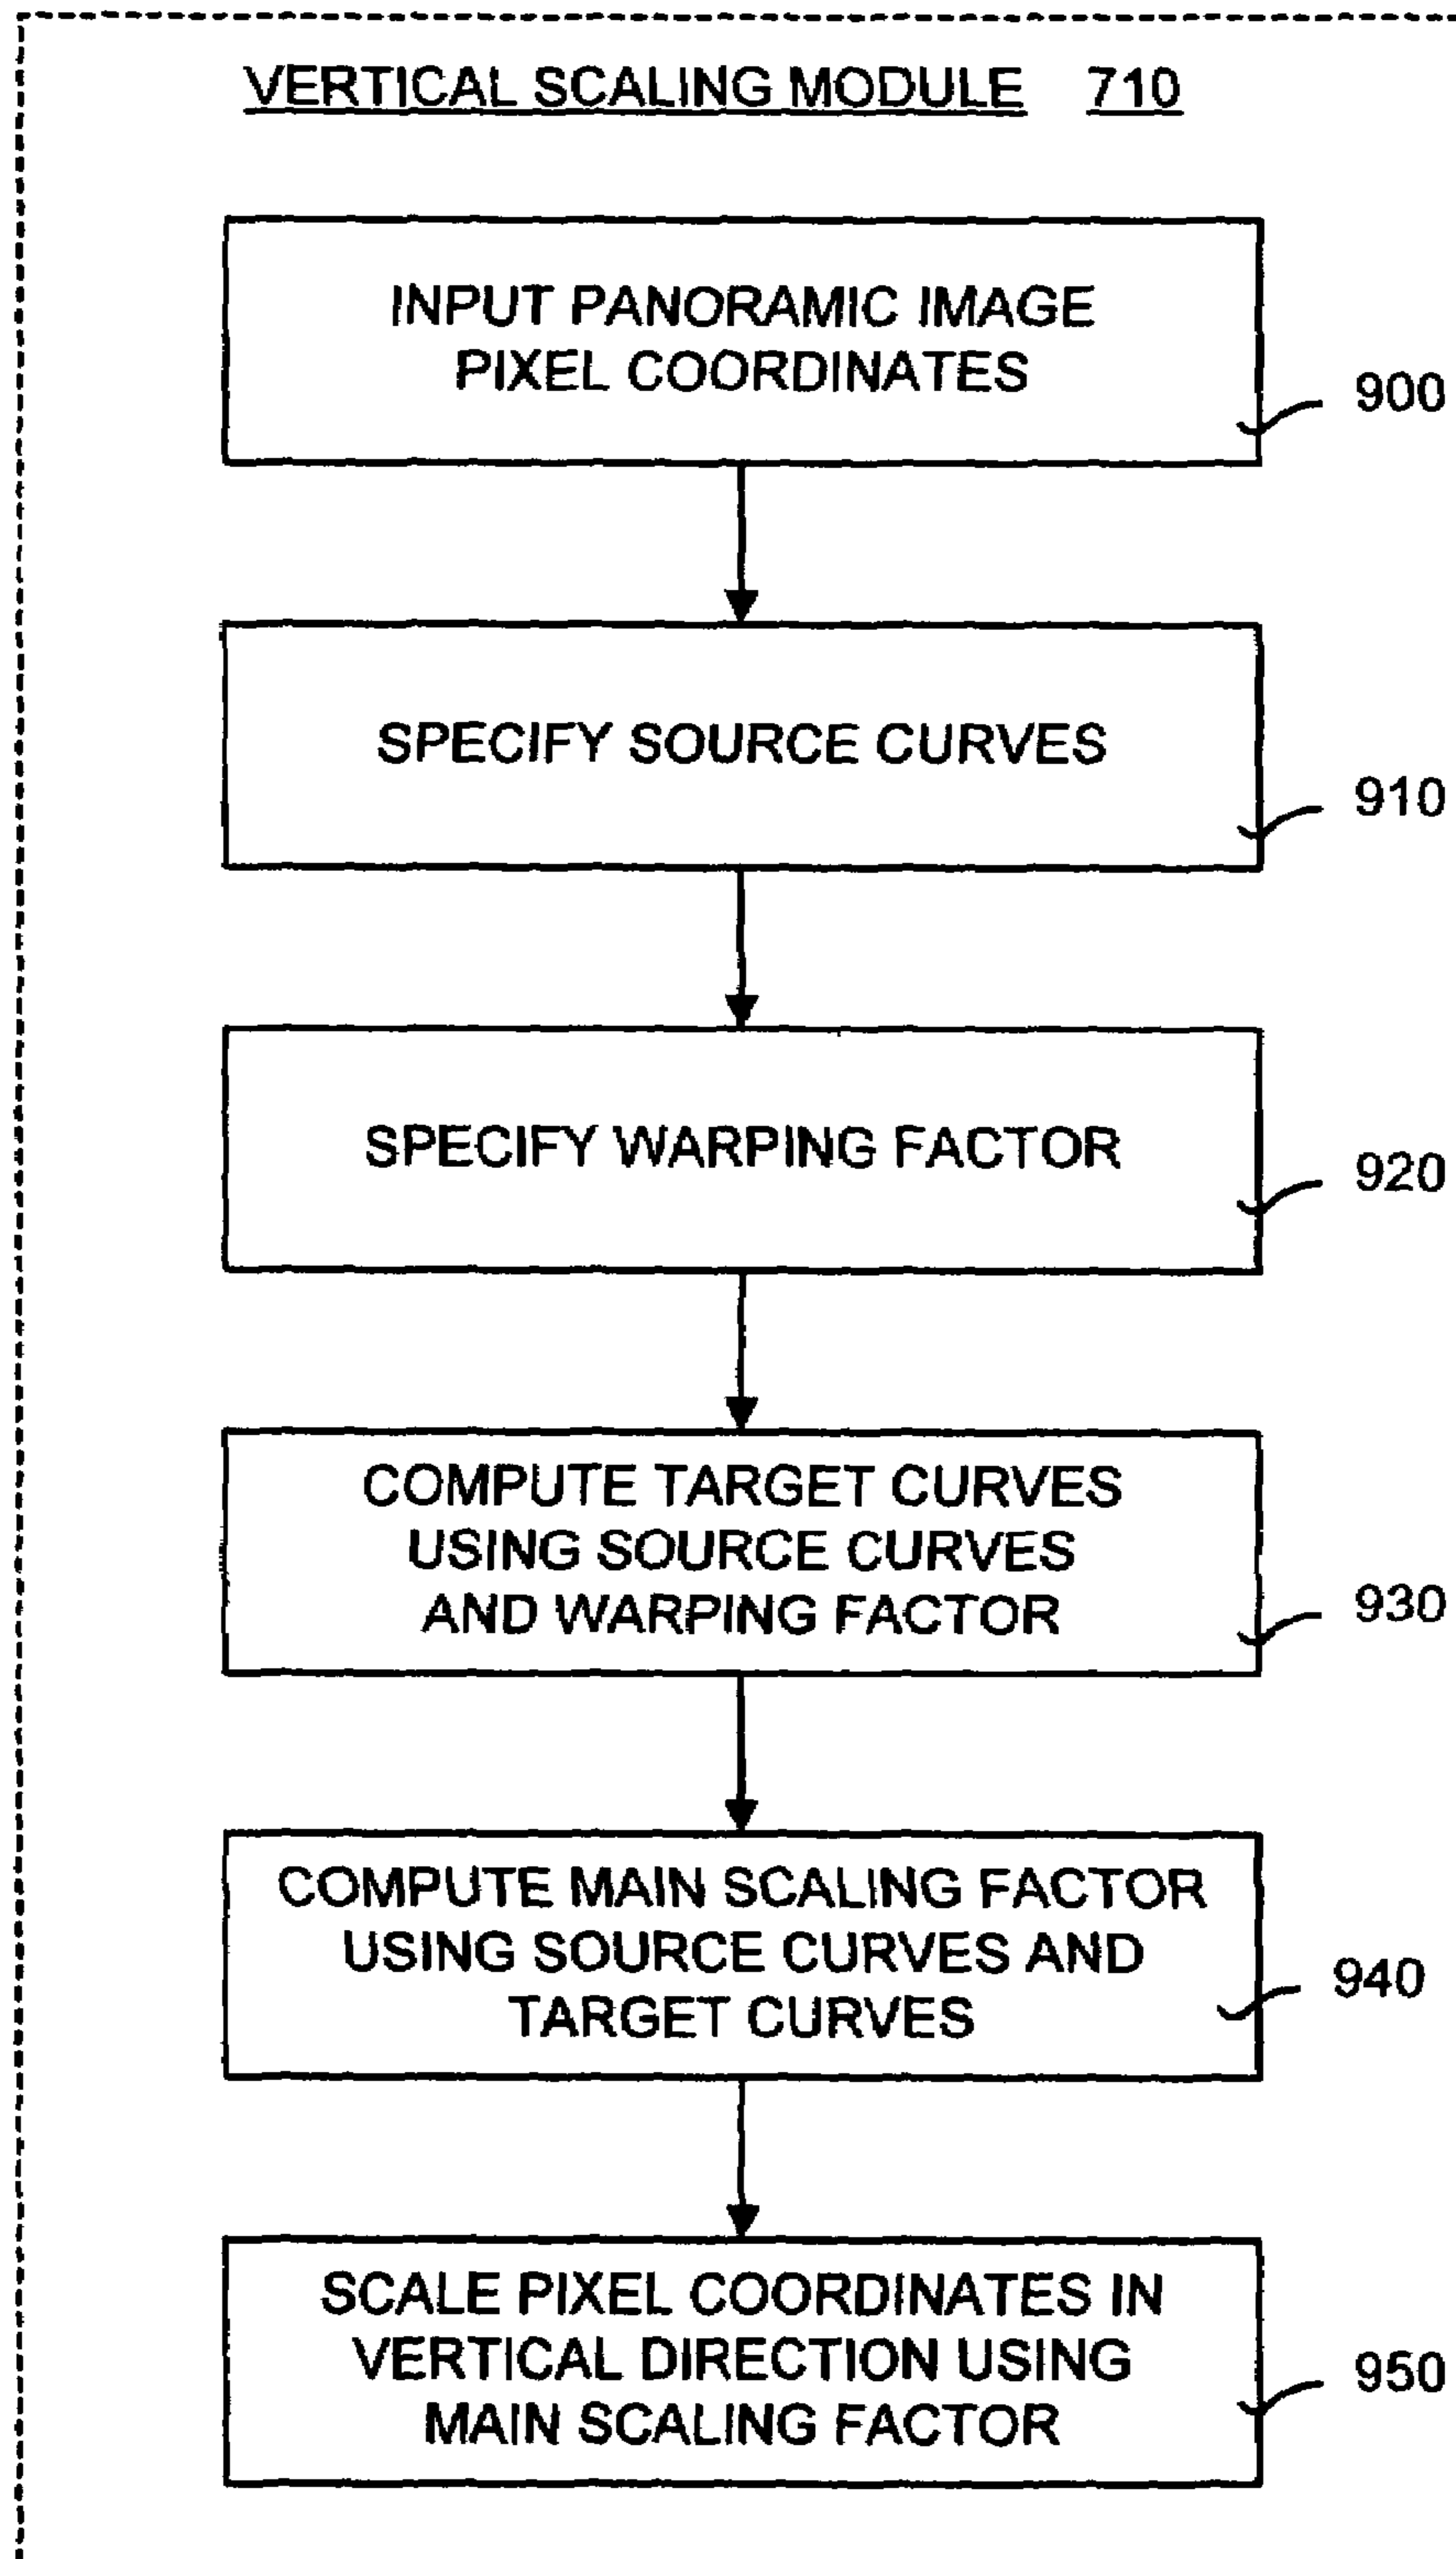 VERTICAL SCALING MODULE 710
INPUT PANORAMIC IMAGE
PIXEL COORDINATES
900
SPECIFY SOURCE CURVES
910
SPECIFY WARPING FACTOR
920
COMPUTE TARGET CURVES
USING SOURCE CURVES
AND WARPING FACTOR
930
COMPUTE MAIN SCALING FACTOR
USING SOURCE CURVES AND
TARGET CURVES
940
SCALE PIXEL COORDINATES IN
VERTICAL DIRECTION USING
MAIN SCALING FACTOR
950